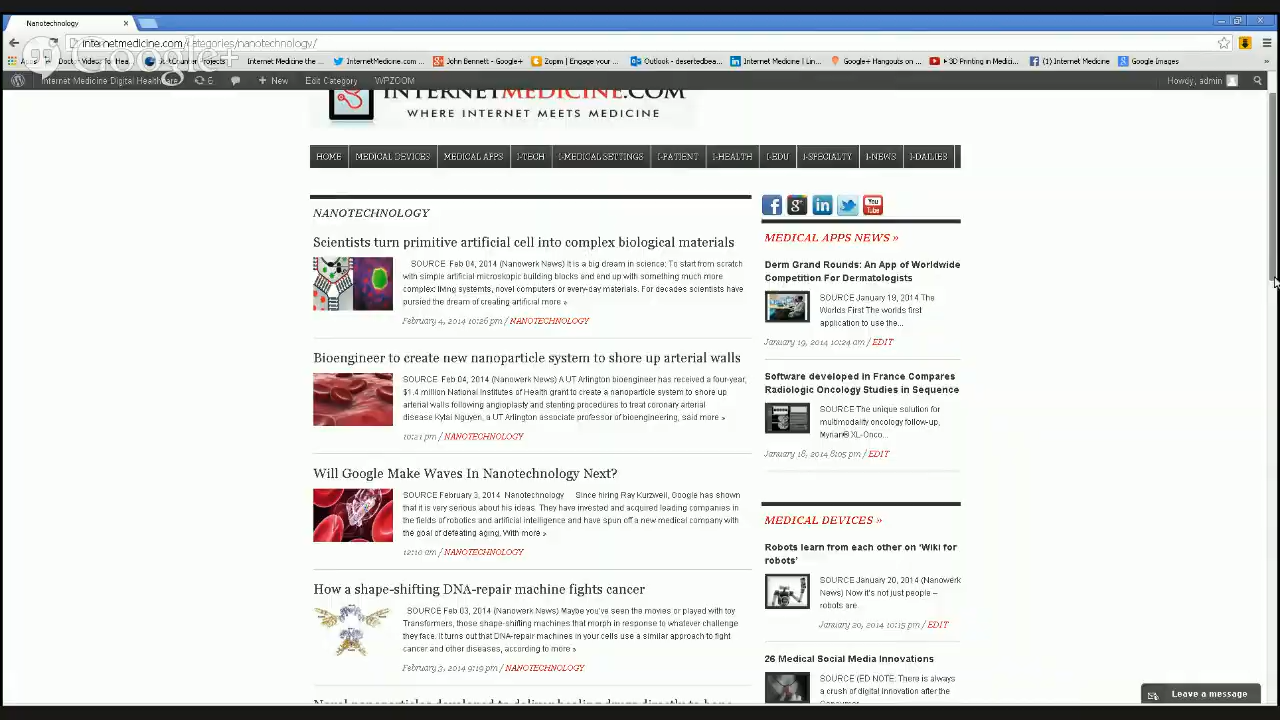 Nanotechnology
internetmedicine.com/categories/nanotechnology/
Internet Medicine the
InternetMedicine.com
John Bennett - Google+
Zopim | Engage your ...
Outlook - desertedbea...
Internet Medicine | Lin...
Google+ Hangouts on ...
3D Printing in Medici...
(1) Internet Medicine
Google Images
Internet Medicine Digital Healthcare
6
New
Edit Category
WPZOOM
Howdy, admin
INTERNETMEDICINE.COM
WHERE INTERNET MEETS MEDICINE
HOME
MEDICAL DEVICES
MEDICAL APPS
I-TECH
I-MEDICAL SETTINGS
I-PATIENT
I-HEALTH
I-EDU
I-SPECIALTY
I-NEWS
I-DAILIES
NANOTECHNOLOGY
Scientists turn primitive artificial cell into complex biological materials
SOURCE Feb 04, 2014 (Nanowerk News) It is a big dream in science: To start from scratch
with simple artificial microscopic building blocks and end up with something much more
complex: living systems, novel computers or every-day materials. For decades scientists have
pursued the dream of creating artificial more »
February 4, 2014 10:26 pm / NANOTECHNOLOGY
Bioengineer to create new nanoparticle system to shore up arterial walls
SOURCE Feb 04, 2014 (Nanowerk News) A UT Arlington bioengineer has received a four-year,
$1.4 million National Institutes of Health grant to create a nanoparticle system to shore up
arterial walls following angioplasty and stenting procedures to treat coronary arterial
disease Kytai Nguyen, a UT Arlington associate professor of bioengineering, said more »
10:21 pm / NANOTECHNOLOGY
Will Google Make Waves In Nanotechnology Next?
SOURCE February 3, 2014 Nanotechnology Since hiring Ray Kurzweil, Google has shown
that it is very serious about his ideas. They have invested and acquired leading companies in
the fields of robotics and artificial intelligence and have spun off a new medical company with
the goal of defeating aging. With more »
12:10 am / NANOTECHNOLOGY
How a shape-shifting DNA-repair machine fights cancer
SOURCE Feb 03, 2014 (Nanowerk News) Maybe you've seen the movies or played with toy
Transformers, those shape-shifting machines that morph in response to whatever challenge
they face. It turns out that DNA-repair machines in your cells use a similar approach to fight
cancer and other diseases, according to more »
February 3, 2014 9:19 pm / NANOTECHNOLOGY
Novel nanoparticles developed to deliver healing drugs directly to bone
MEDICAL APPS NEWS »
Derm Grand Rounds: An App of Worldwide
Competition For Dermatologists
SOURCE January 19, 2014 The
Worlds First The worlds first
application to use the...
January 19, 2014 10:24 am / EDIT
Software developed in France Compares
Radiologic Oncology Studies in Sequence
SOURCE The unique solution for
multimodality oncology follow-up,
Myrian® XL-Onco...
January 18, 2014 8:05 pm / EDIT
MEDICAL DEVICES »
Robots learn from each other on 'Wiki for
robots'
SOURCE January 20, 2014 (Nanowerk
News) Now it's not just people –
robots are...
January 20, 2014 10:15 pm / EDIT
26 Medical Social Media Innovations
SOURCE (ED NOTE: There is always
a crush of digital innovation after the
Consumer...
Leave a message